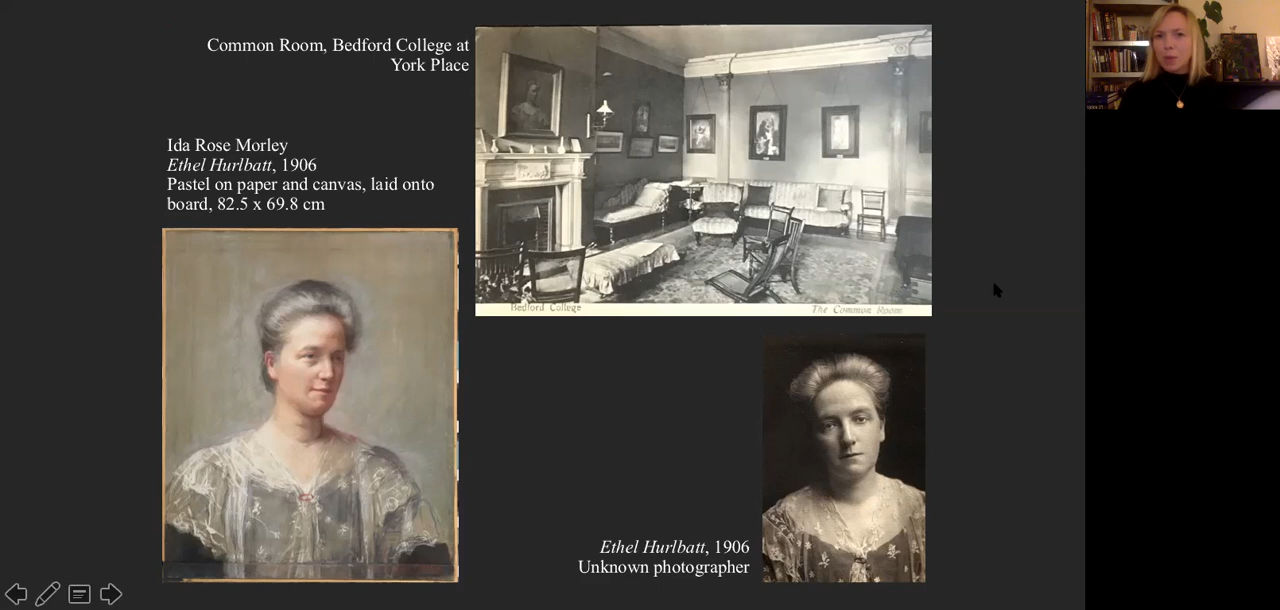 Common Room, Bedford College at
York Place
Ida Rose Morley
Ethel Hurlbatt, 1906
Pastel on paper and canvas, laid onto
board, 82.5 x 69.8 cm
Bedford College
The Common Room
Ethel Hurlbatt, 1906
Unknown photographer